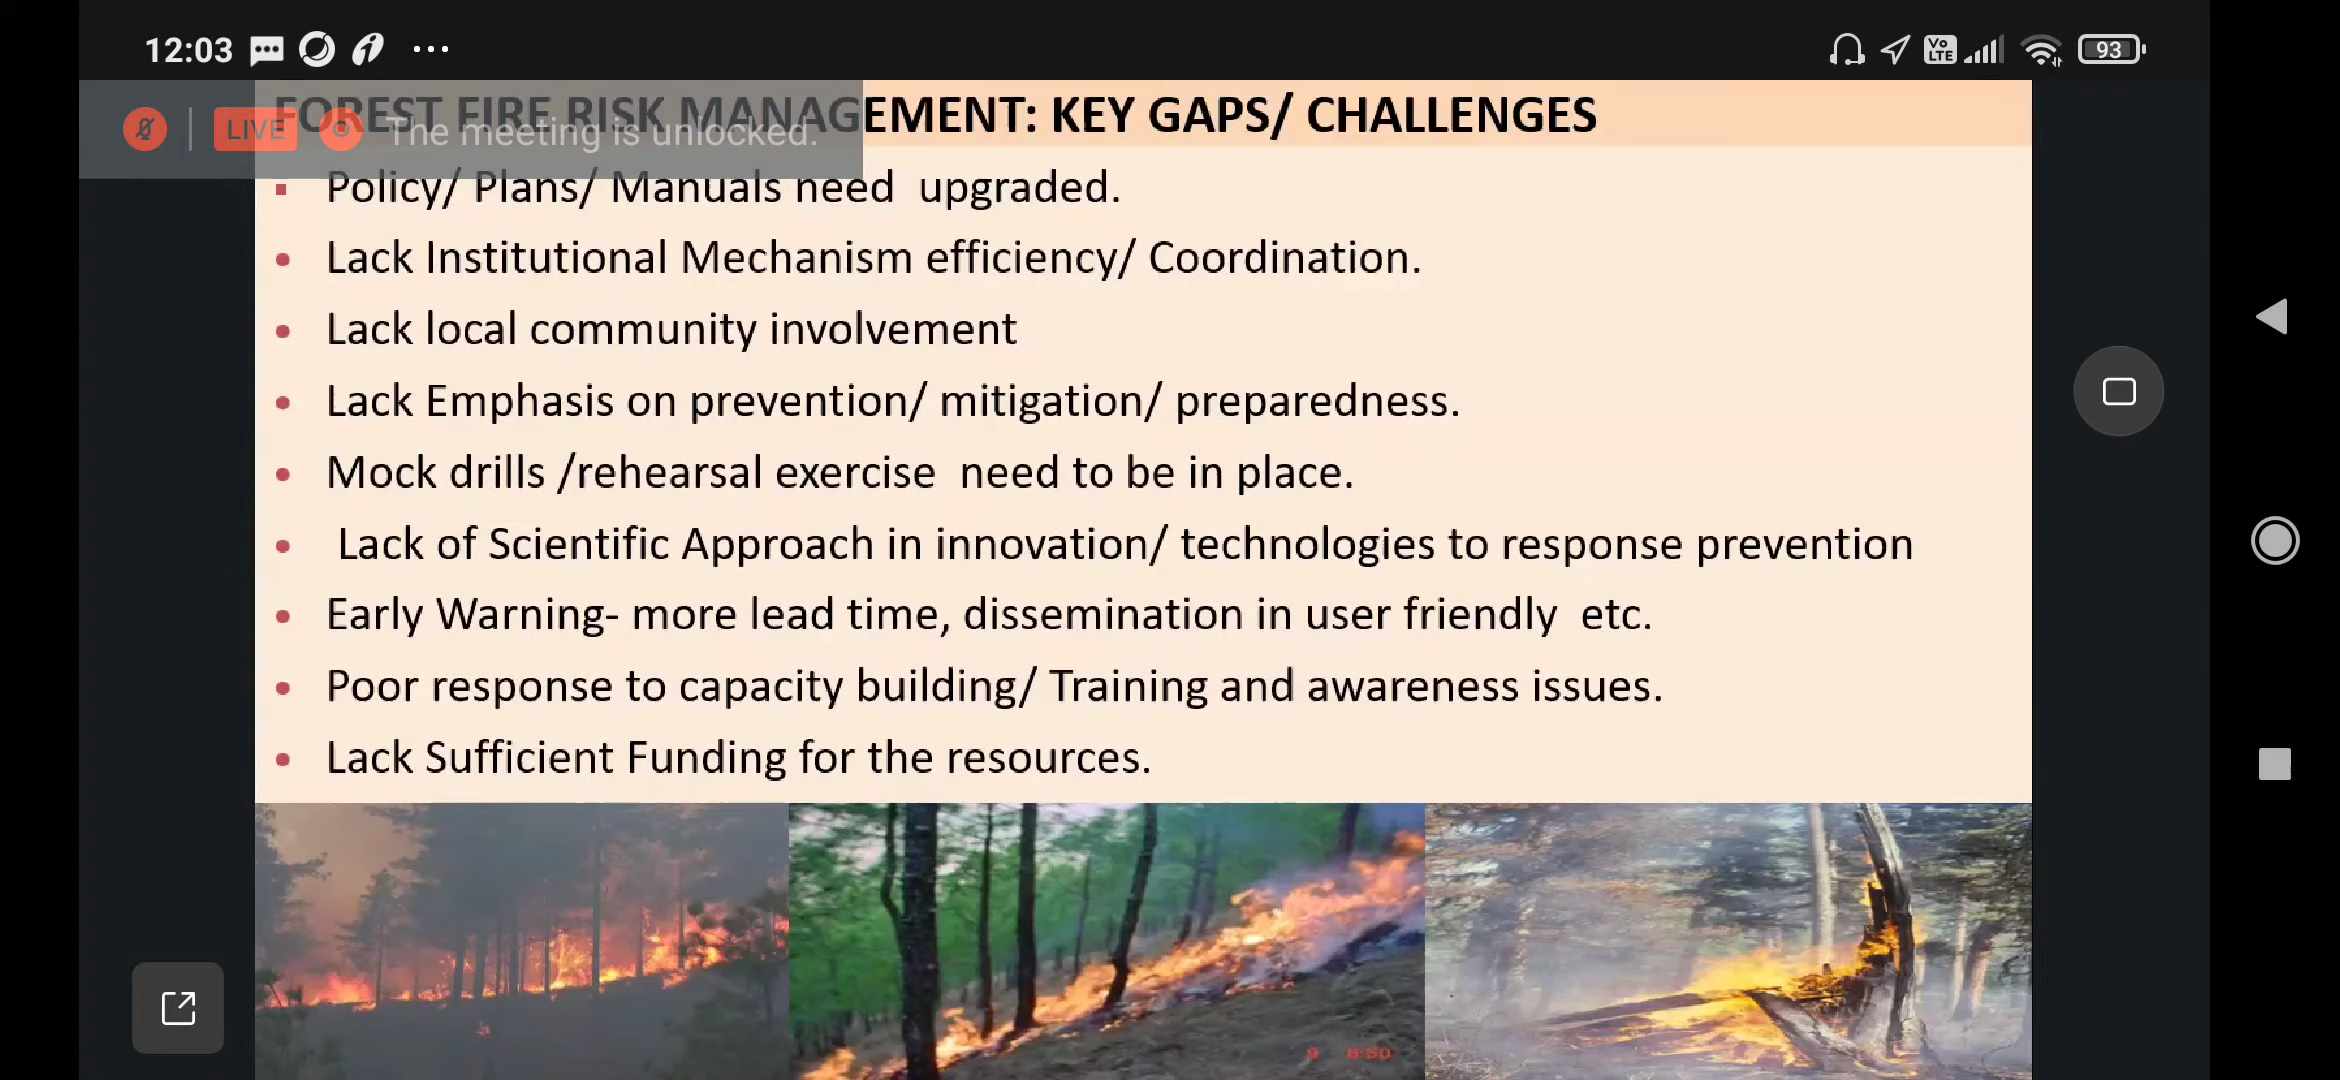 12:03
VoLTE
93
FOREST FIRE RISK MANAGEMENT: KEY GAPS/ CHALLENGES
LIVE The meeting is unlocked.
Policy/ Plans/ Manuals need upgraded.
Lack Institutional Mechanism efficiency/ Coordination.
Lack local community involvement
Lack Emphasis on prevention/ mitigation/ preparedness.
Mock drills /rehearsal exercise need to be in place.
Lack of Scientific Approach in innovation/ technologies to response prevention
Early Warning- more lead time, dissemination in user friendly etc.
Poor response to capacity building/ Training and awareness issues.
Lack Sufficient Funding for the resources.
9 8:50